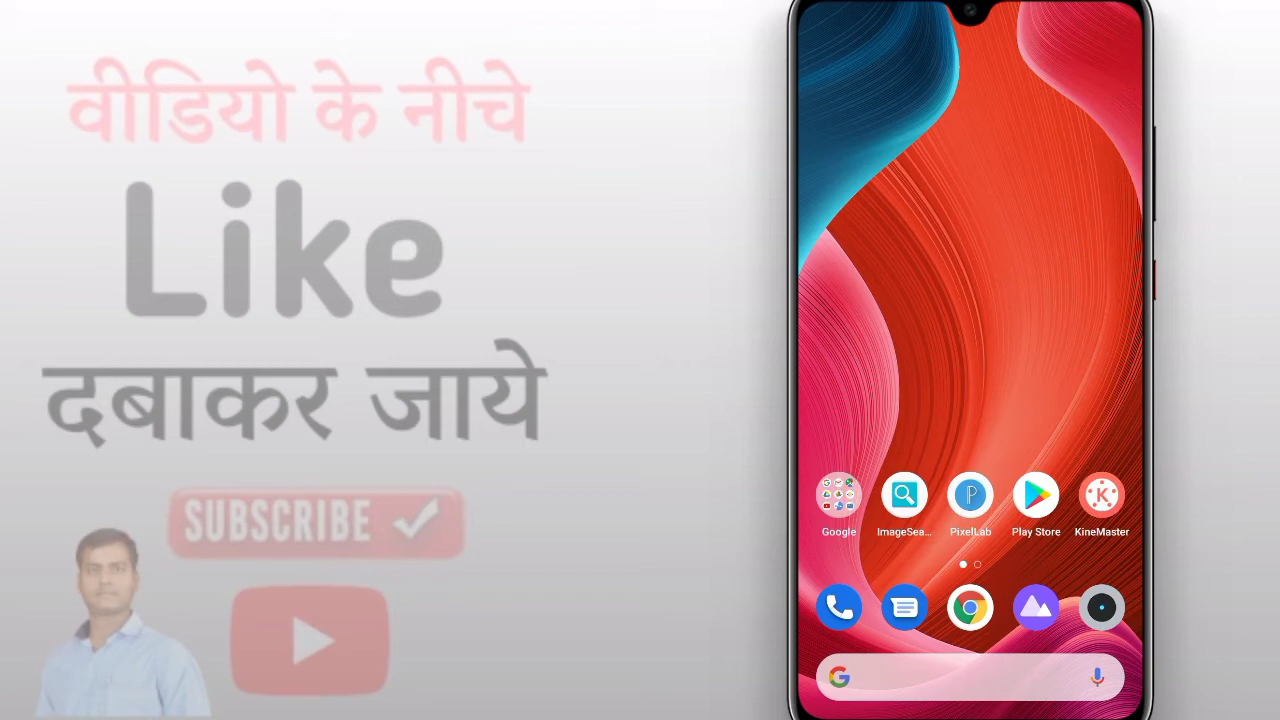 वीडियो के नीचे
Like
दबाकर जाये
SUBSCRIBE
Google
ImageSea...
PixelLab
Play Store
KineMaster